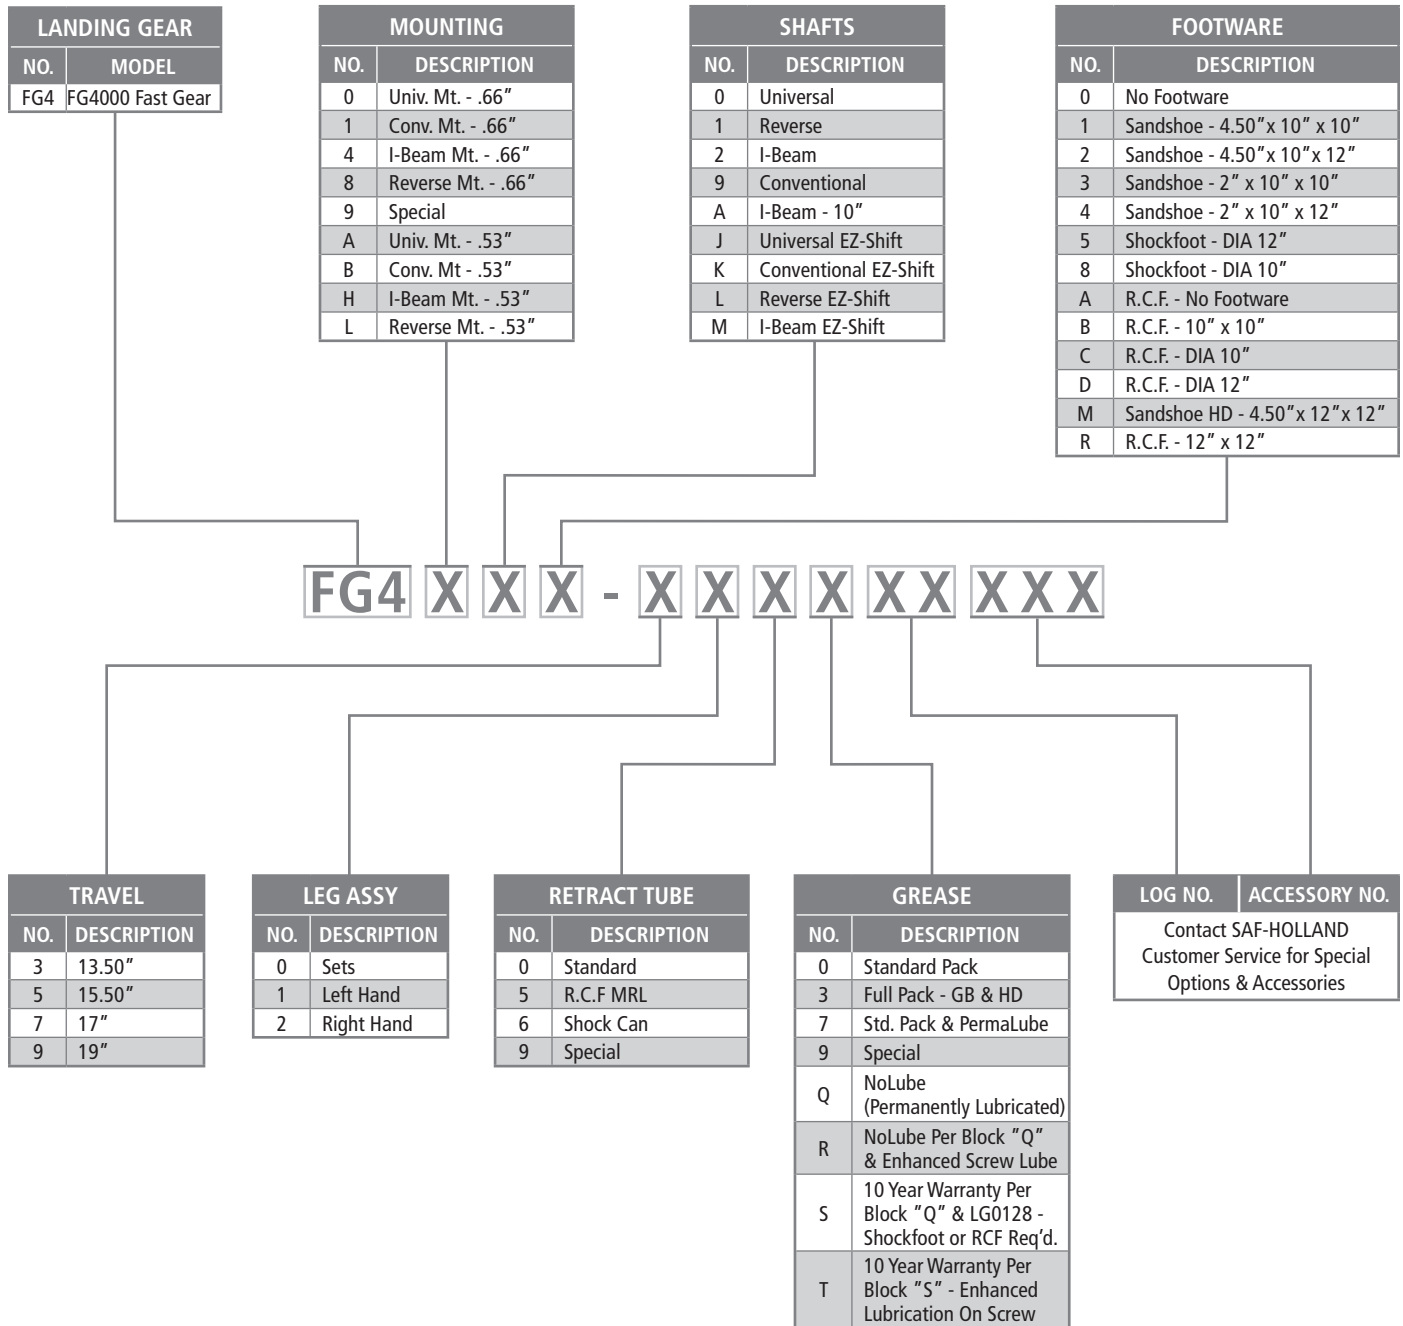 LANDING GEAR
NO. MODEL
FG4 FG4000 Fast Gear
MOUNTING
NO. DESCRIPTION
0 Univ. Mt. - .66"
1 Conv. Mt. - .66"
4 I-Beam Mt. - .66"
8 Reverse Mt. - .66"
9 Special
A Univ. Mt. - .53"
B Conv. Mt - .53"
H I-Beam Mt. - .53"
L Reverse Mt. - .53"
SHAFTS
NO. DESCRIPTION
0 Universal
1 Reverse
2 I-Beam
9 Conventional
A I-Beam - 10"
J Universal EZ-Shift
K Conventional EZ-Shift
L Reverse EZ-Shift
M I-Beam EZ-Shift
FOOTWARE
NO. DESCRIPTION
0 No Footware
1 Sandshoe - 4.50"x 10" x 10"
2 Sandshoe - 4.50"x 10"x 12"
3 Sandshoe - 2" x 10" x 10"
4 Sandshoe - 2" x 10" x 12"
5 Shockfoot - DIA 12"
8 Shockfoot - DIA 10"
A R.C.F. - No Footware
B R.C.F. - 10" x 10"
C R.C.F. - DIA 10"
D R.C.F. - DIA 12"
M Sandshoe HD - 4.50"x 12"x 12"
R R.C.F. - 12" x 12"
FG4 X X X - X X X X X X X X X
TRAVEL
NO. DESCRIPTION
3 13.50"
5 15.50"
7 17"
9 19"
LEG ASSY
NO. DESCRIPTION
0 Sets
1 Left Hand
2 Right Hand
RETRACT TUBE
NO. DESCRIPTION
0 Standard
5 R.C.F MRL
6 Shock Can
9 Special
GREASE
NO. DESCRIPTION
0 Standard Pack
3 Full Pack - GB & HD
7 Std. Pack & PermaLube
9 Special
Q NoLube
(Permanently Lubricated)
R NoLube Per Block "Q"
& Enhanced Screw Lube
S 10 Year Warranty Per
Block "Q" & LG0128 -
Shockfoot or RCF Req'd.
T 10 Year Warranty Per
Block "S" - Enhanced
Lubrication On Screw
LOG NO. ACCESSORY NO.
Contact SAF-HOLLAND
Customer Service for Special
Options & Accessories